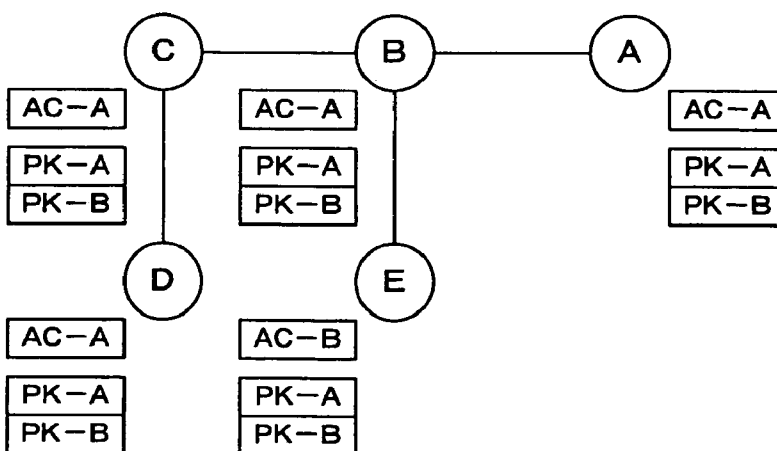 C B A
AC-A AC-A AC-A
PK-A PK-A PK-A
PK-B PK-B PK-B
D E
AC-A AC-B
PK-A PK-A
PK-B PK-B